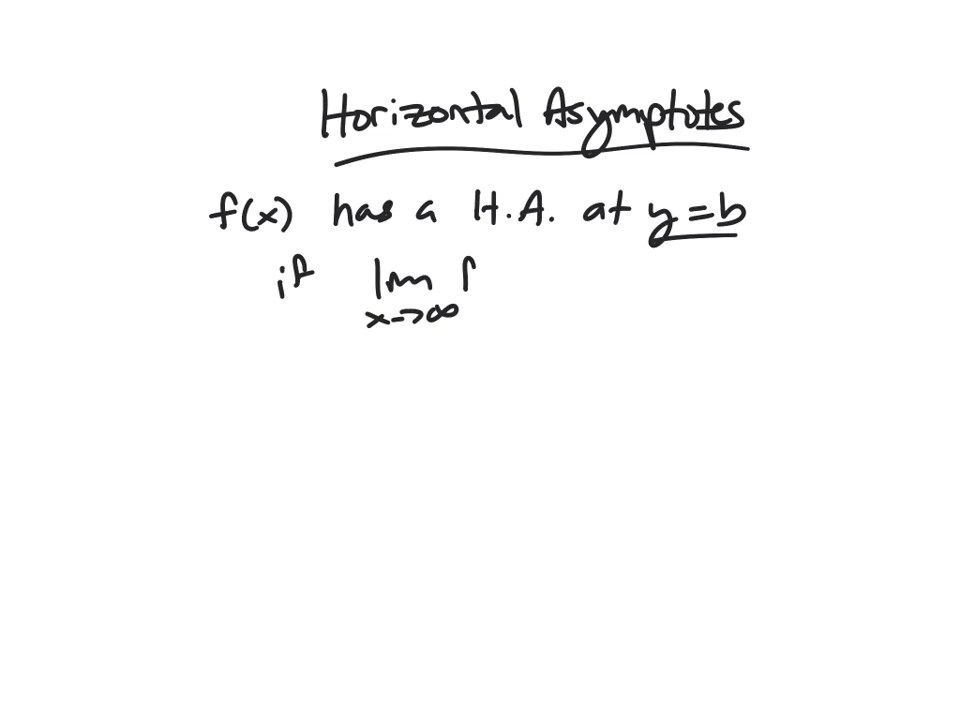 Horizontal Asymptotes
f(x) has a H.A. at y=b
if lim
x→∞